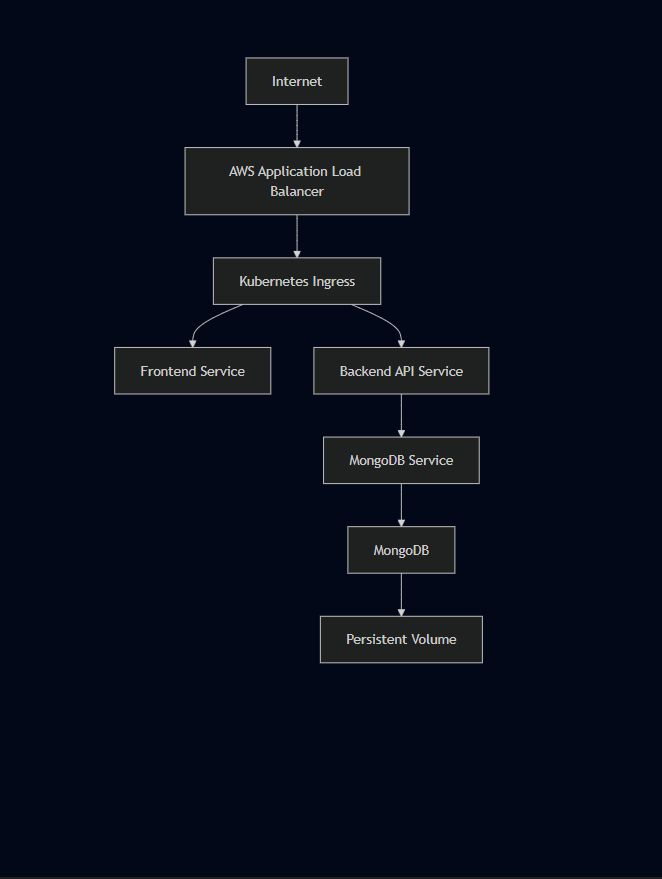 Internet
AWS Application Load
Balancer
Kubernetes Ingress
Frontend Service
Backend API Service
MongoDB Service
MongoDB
Persistent Volume